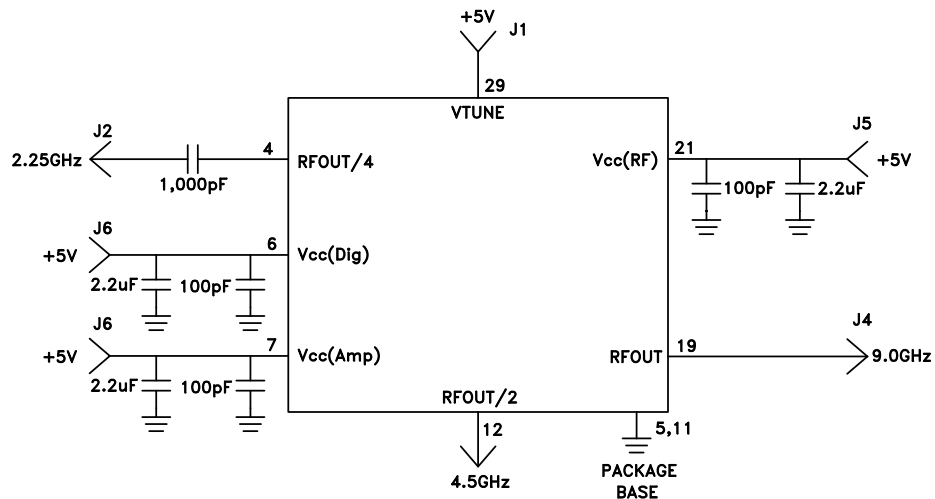 +5V
J1
29
VTUNE
J2
2.25GHz
4
RFOUT/4
1,000pF
21
Vcc(RF)
J5
+5V
100pF
2.2uF
J6
+5V
6
Vcc(Dig)
2.2uF
100pF
J6
+5V
7
Vcc(Amp)
2.2uF
100pF
RFOUT
19
J4
9.0GHz
RFOUT/2
12
4.5GHz
5,11
PACKAGE
BASE